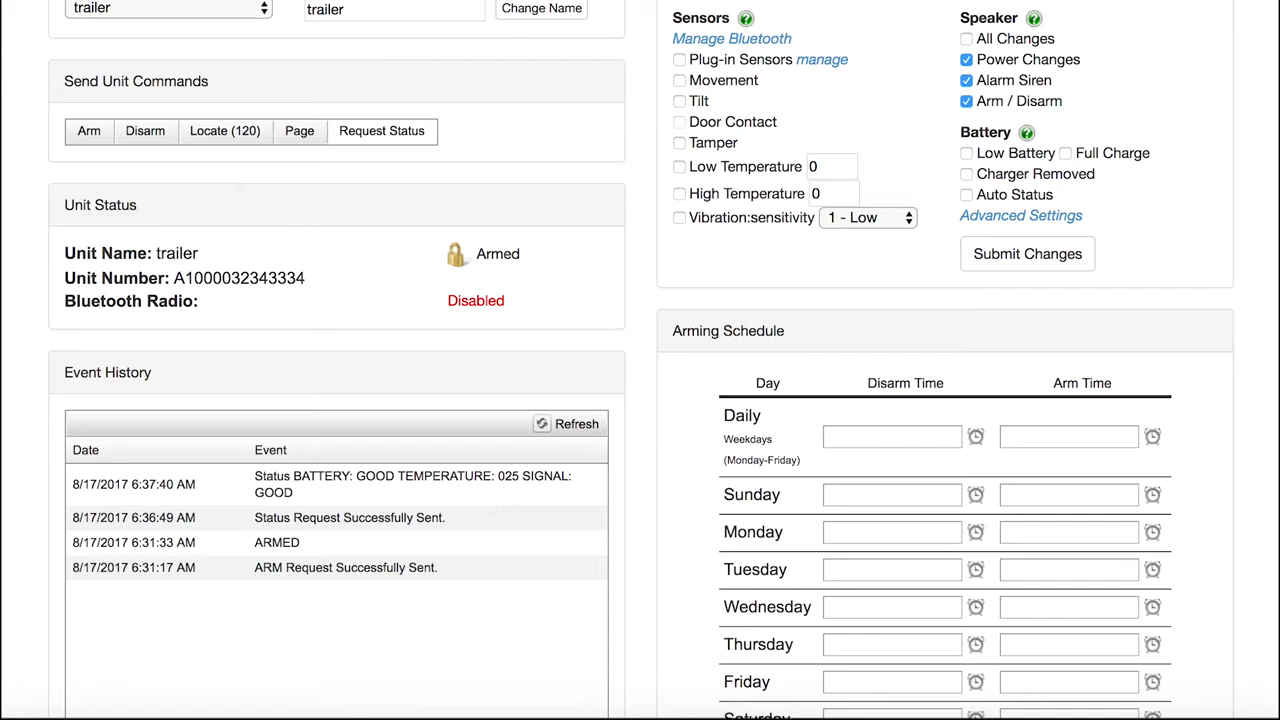 trailer
trailer
Change Name
Send Unit Commands
Arm
Disarm
Locate (120)
Page
Request Status
Unit Status
Unit Name: trailer
Armed
Unit Number: A1000032343334
Bluetooth Radio:
Disabled
Event History
Refresh
Date
Event
8/17/2017 6:37:40 AM
Status BATTERY: GOOD TEMPERATURE: 025 SIGNAL:
GOOD
8/17/2017 6:36:49 AM
Status Request Successfully Sent.
8/17/2017 6:31:33 AM
ARMED
8/17/2017 6:31:17 AM
ARM Request Successfully Sent.
Sensors
Manage Bluetooth
Plug-in Sensors manage
Movement
Tilt
Door Contact
Tamper
Low Temperature 0
High Temperature 0
Vibration:sensitivity 1 - Low
Speaker
All Changes
Power Changes
Alarm Siren
Arm / Disarm
Battery
Low Battery
Full Charge
Charger Removed
Auto Status
Advanced Settings
Submit Changes
Arming Schedule
Day
Disarm Time
Arm Time
Daily
Weekdays
(Monday-Friday)
Sunday
Monday
Tuesday
Wednesday
Thursday
Friday
Saturday